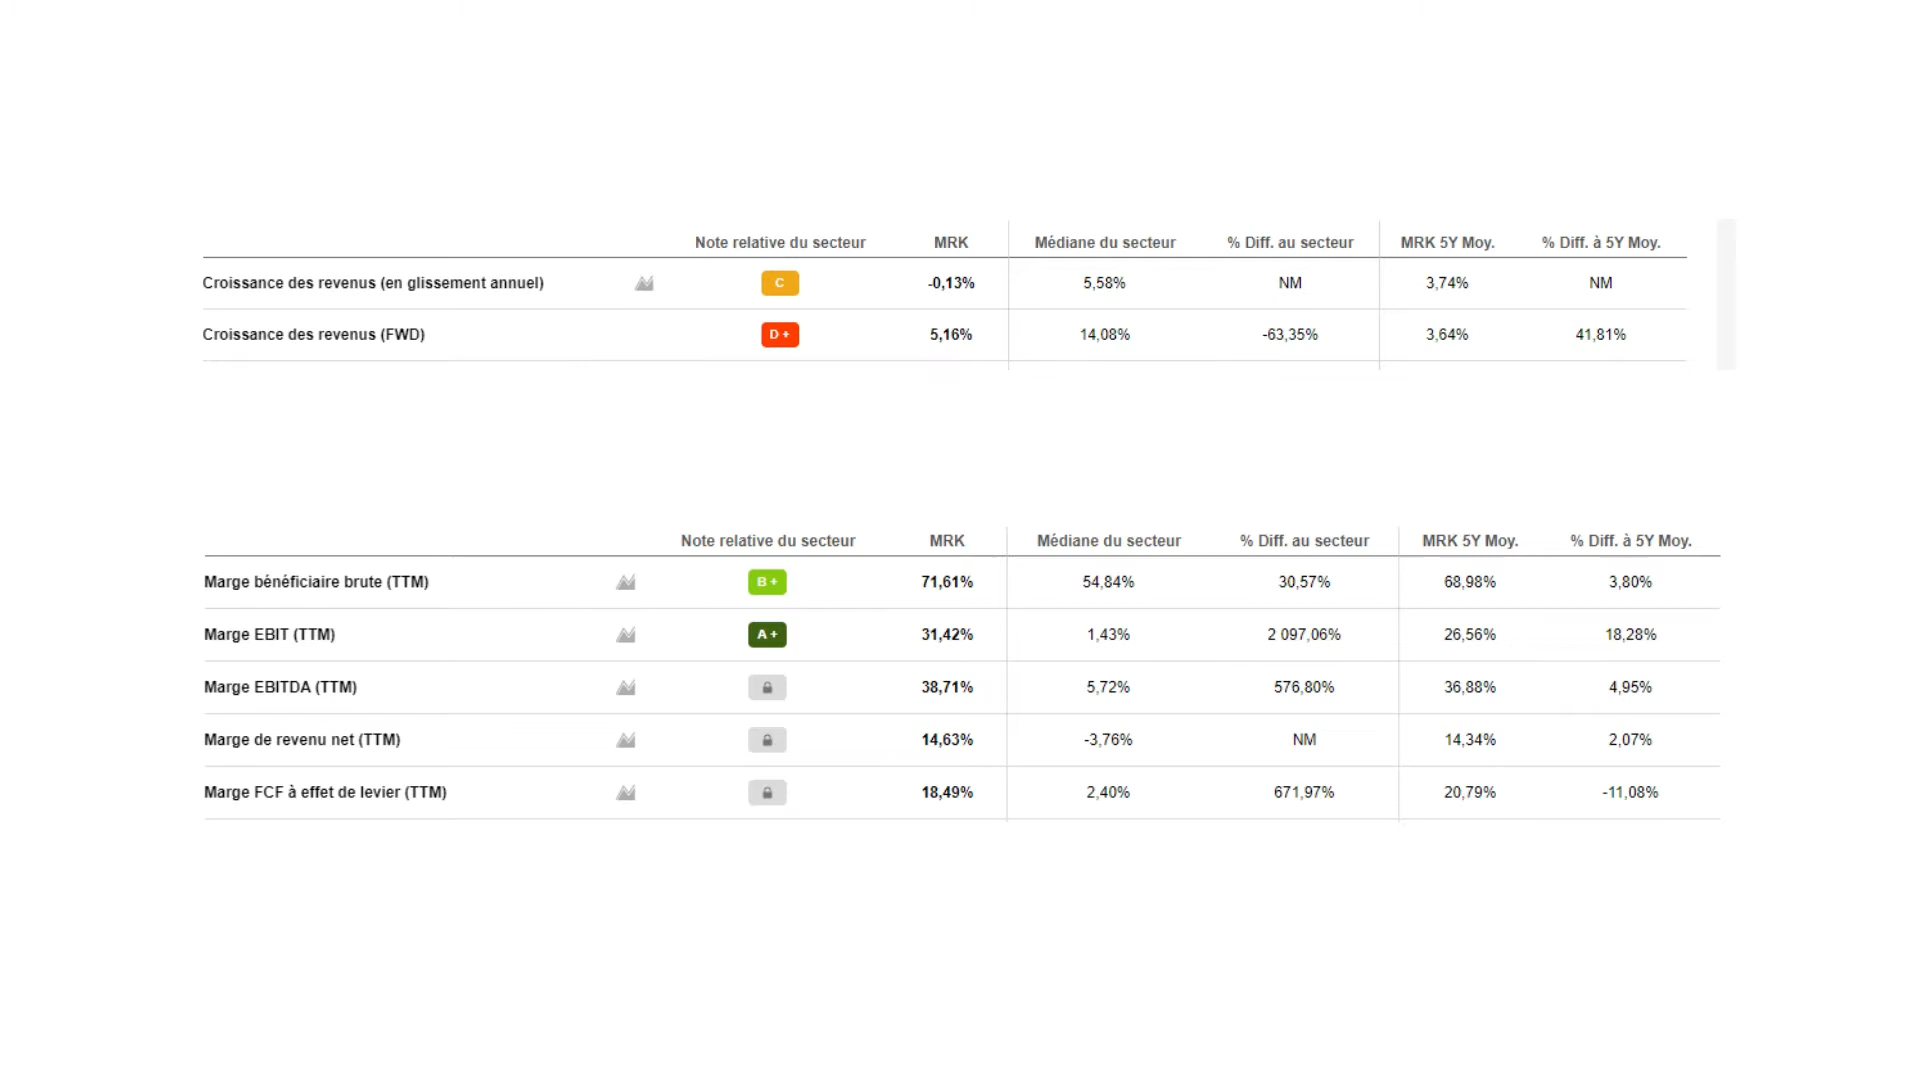 Note relative du secteur MRK Médiane du secteur % Diff. au secteur MRK 5Y Moy. % Diff. à 5Y Moy.
Croissance des revenus (en glissement annuel) C -0,13% 5,58% NM 3,74% NM
Croissance des revenus (FWD) D+ 5,16% 14,08% -63,35% 3,64% 41,81%
Note relative du secteur MRK Médiane du secteur % Diff. au secteur MRK 5Y Moy. % Diff. à 5Y Moy.
Marge bénéficiaire brute (TTM) B+ 71,61% 54,84% 30,57% 68,98% 3,80%
Marge EBIT (TTM) A+ 31,42% 1,43% 2 097,06% 26,56% 18,28%
Marge EBITDA (TTM) 38,71% 5,72% 576,80% 36,88% 4,95%
Marge de revenu net (TTM) 14,63% -3,76% NM 14,34% 2,07%
Marge FCF à effet de levier (TTM) 18,49% 2,40% 671,97% 20,79% -11,08%